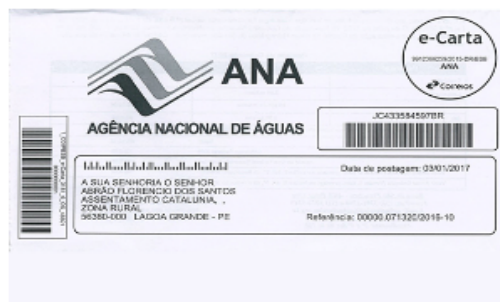 e-Carta
ANA
Correios
ANA
AGÊNCIA NACIONAL DE ÁGUAS
JC433584597BR
Data de postagem: 03/01/2017
A SUA SENHORIA O SENHOR
ABRÃO FLORENCIO DOS SANTOS
ASSENTAMENTO CATALUNIA, ,
ZONA RURAL
56380-000 LAGOA GRANDE - PE
Referência: 00000.071320/2016-10